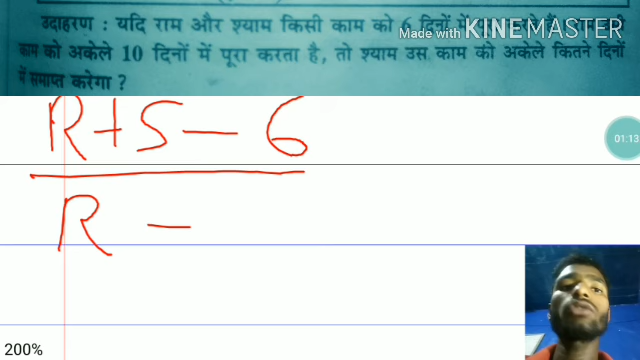 उदाहरण : यदि राम और श्याम किसी काम को 6 दिनों में
Made with KINEMASTER
काम को अकेले 10 दिनों में पूरा करता है, तो श्याम उस काम को अकेले कितने दिनों
में समाप्त करेगा ?
R+S - 6
R -
01:13
200%